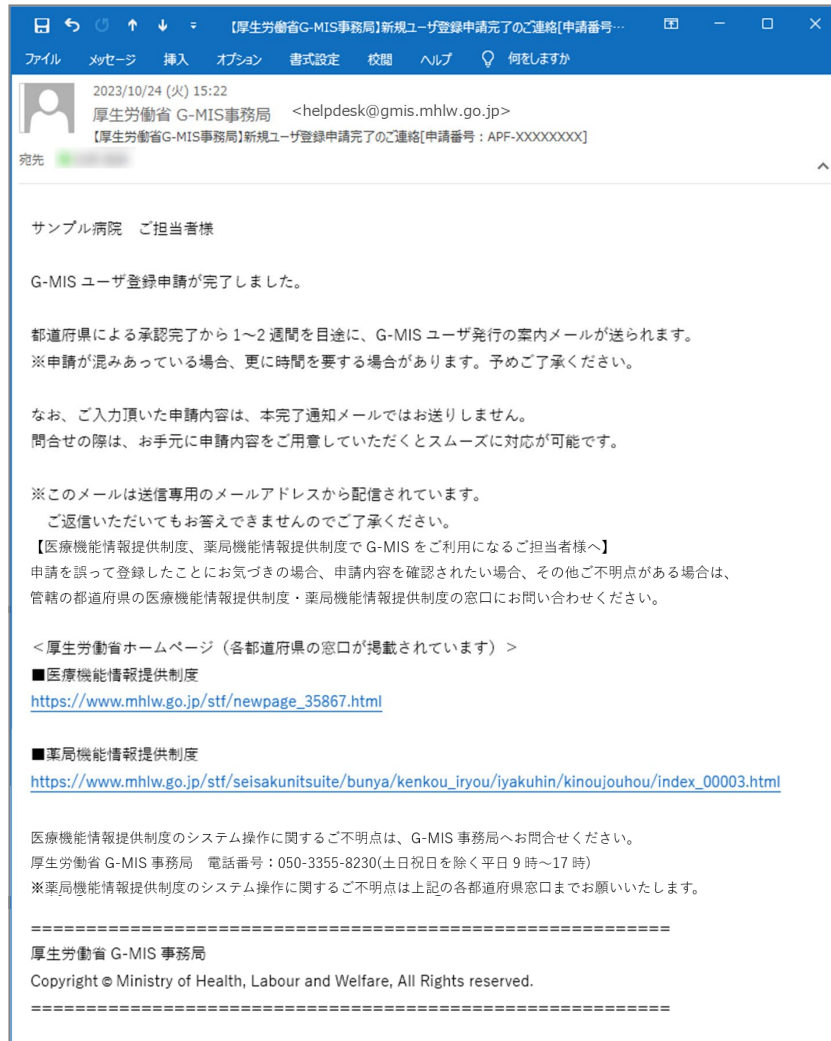 【厚生労働省G-MIS事務局】新規ユーザ登録申請完了のご連絡[申請番号…
ファイル メッセージ 挿入 オプション 書式設定 校閲 ヘルプ 何をしますか
2023/10/24 (火) 15:22
厚生労働省 G-MIS事務局 <helpdesk@gmis.mhlw.go.jp>
【厚生労働省G-MIS事務局】新規ユーザ登録申請完了のご連絡[申請番号：APF-XXXXXXXX]
宛先
サンプル病院　ご担当者様
G-MIS ユーザ登録申請が完了しました。
都道府県による承認完了から 1～2 週間を目途に、G-MIS ユーザ発行の案内メールが送られます。
※申請が混みあっている場合、更に時間を要する場合があります。予めご了承ください。
なお、ご入力頂いた申請内容は、本完了通知メールではお送りしません。
問合せの際は、お手元に申請内容をご用意していただくとスムーズに対応が可能です。
※このメールは送信専用のメールアドレスから配信されています。
ご返信いただいてもお答えできませんのでご了承ください。
【医療機能情報提供制度、薬局機能情報提供制度で G-MIS をご利用になるご担当者様へ】
申請を誤って登録したことにお気づきの場合、申請内容を確認されたい場合、その他ご不明点がある場合は、
管轄の都道府県の医療機能情報提供制度・薬局機能情報提供制度の窓口にお問い合わせください。
＜厚生労働省ホームページ（各都道府県の窓口が掲載されています）＞
■医療機能情報提供制度
https://www.mhlw.go.jp/stf/newpage_35867.html
■薬局機能情報提供制度
https://www.mhlw.go.jp/stf/seisakunitsuite/bunya/kenkou_iryou/iyakuhin/kinoujouhou/index_00003.html
医療機能情報提供制度のシステム操作に関するご不明点は、G-MIS 事務局へお問合せください。
厚生労働省 G-MIS 事務局　電話番号：050-3355-8230(土日祝日を除く平日 9 時～17 時)
※薬局機能情報提供制度のシステム操作に関するご不明点は上記の各都道府県窓口までお願いいたします。
==========================================================
厚生労働省 G-MIS 事務局
Copyright © Ministry of Health, Labour and Welfare, All Rights reserved.
==========================================================